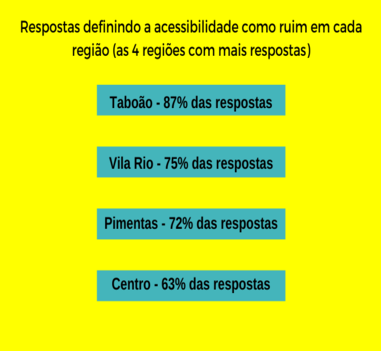 Respostas definindo a acessibilidade como ruim em cada
região (as 4 regiões com mais respostas)
Taboão - 87% das respostas
Vila Rio - 75% das respostas
Pimentas - 72% das respostas
Centro - 63% das respostas